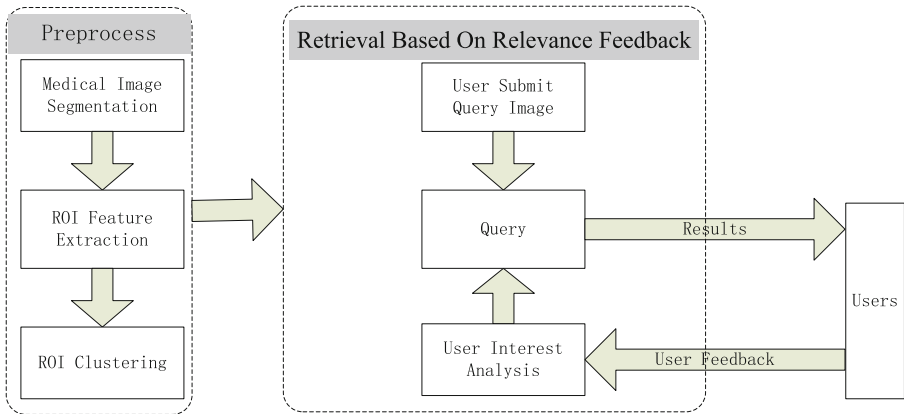 Preprocess
Medical Image
Segmentation
ROI Feature
Extraction
ROI Clustering
Retrieval Based On Relevance Feedback
User Submit
Query Image
Query
Results
User Interest
Analysis
User Feedback
Users